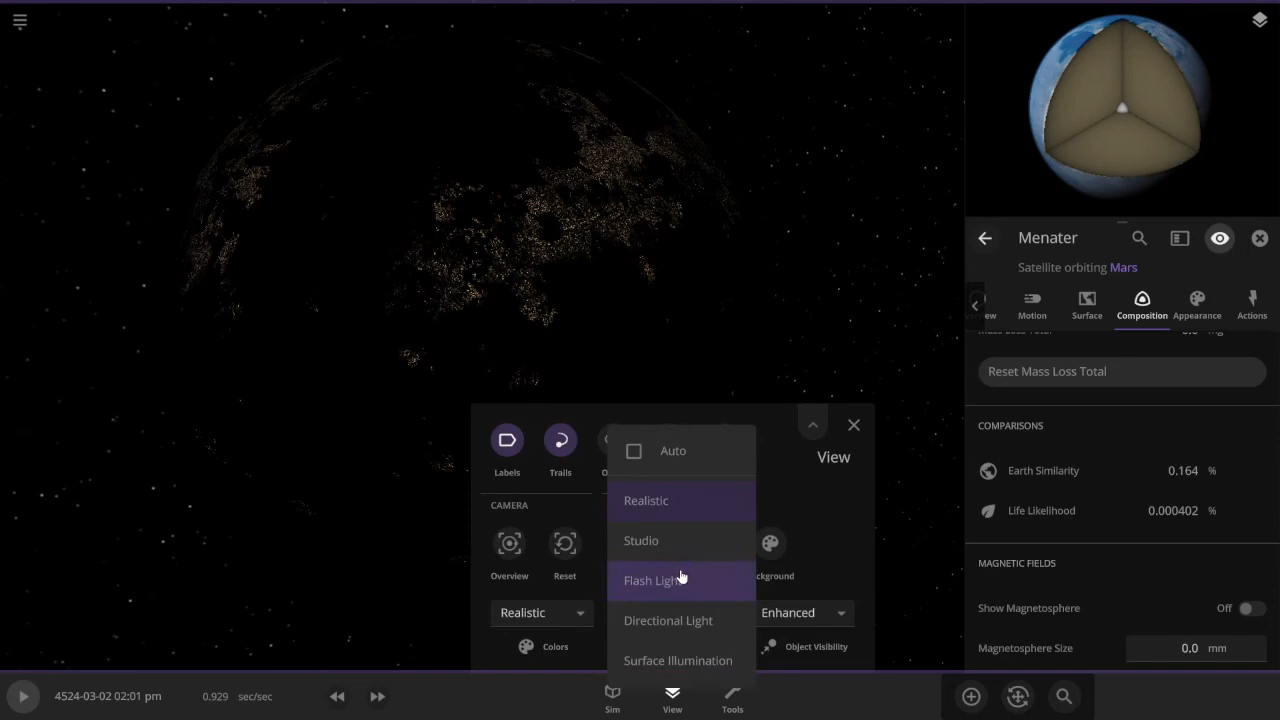 Menater
Satellite orbiting Mars
Motion
Surface
Composition
Appearance
Actions
Reset Mass Loss Total
COMPARISONS
Earth Similarity 0.164 %
Life Likelihood 0.000402 %
MAGNETIC FIELDS
Show Magnetosphere Off
Magnetosphere Size 0.0 mm
Labels
Trails
View
CAMERA
Overview
Reset
Realistic
Colors
Auto
Realistic
Studio
Flash Light
Directional Light
Surface Illumination
Enhanced
Object Visibility
4524-03-02 02:01 pm 0.929 sec/sec
Sim
View
Tools